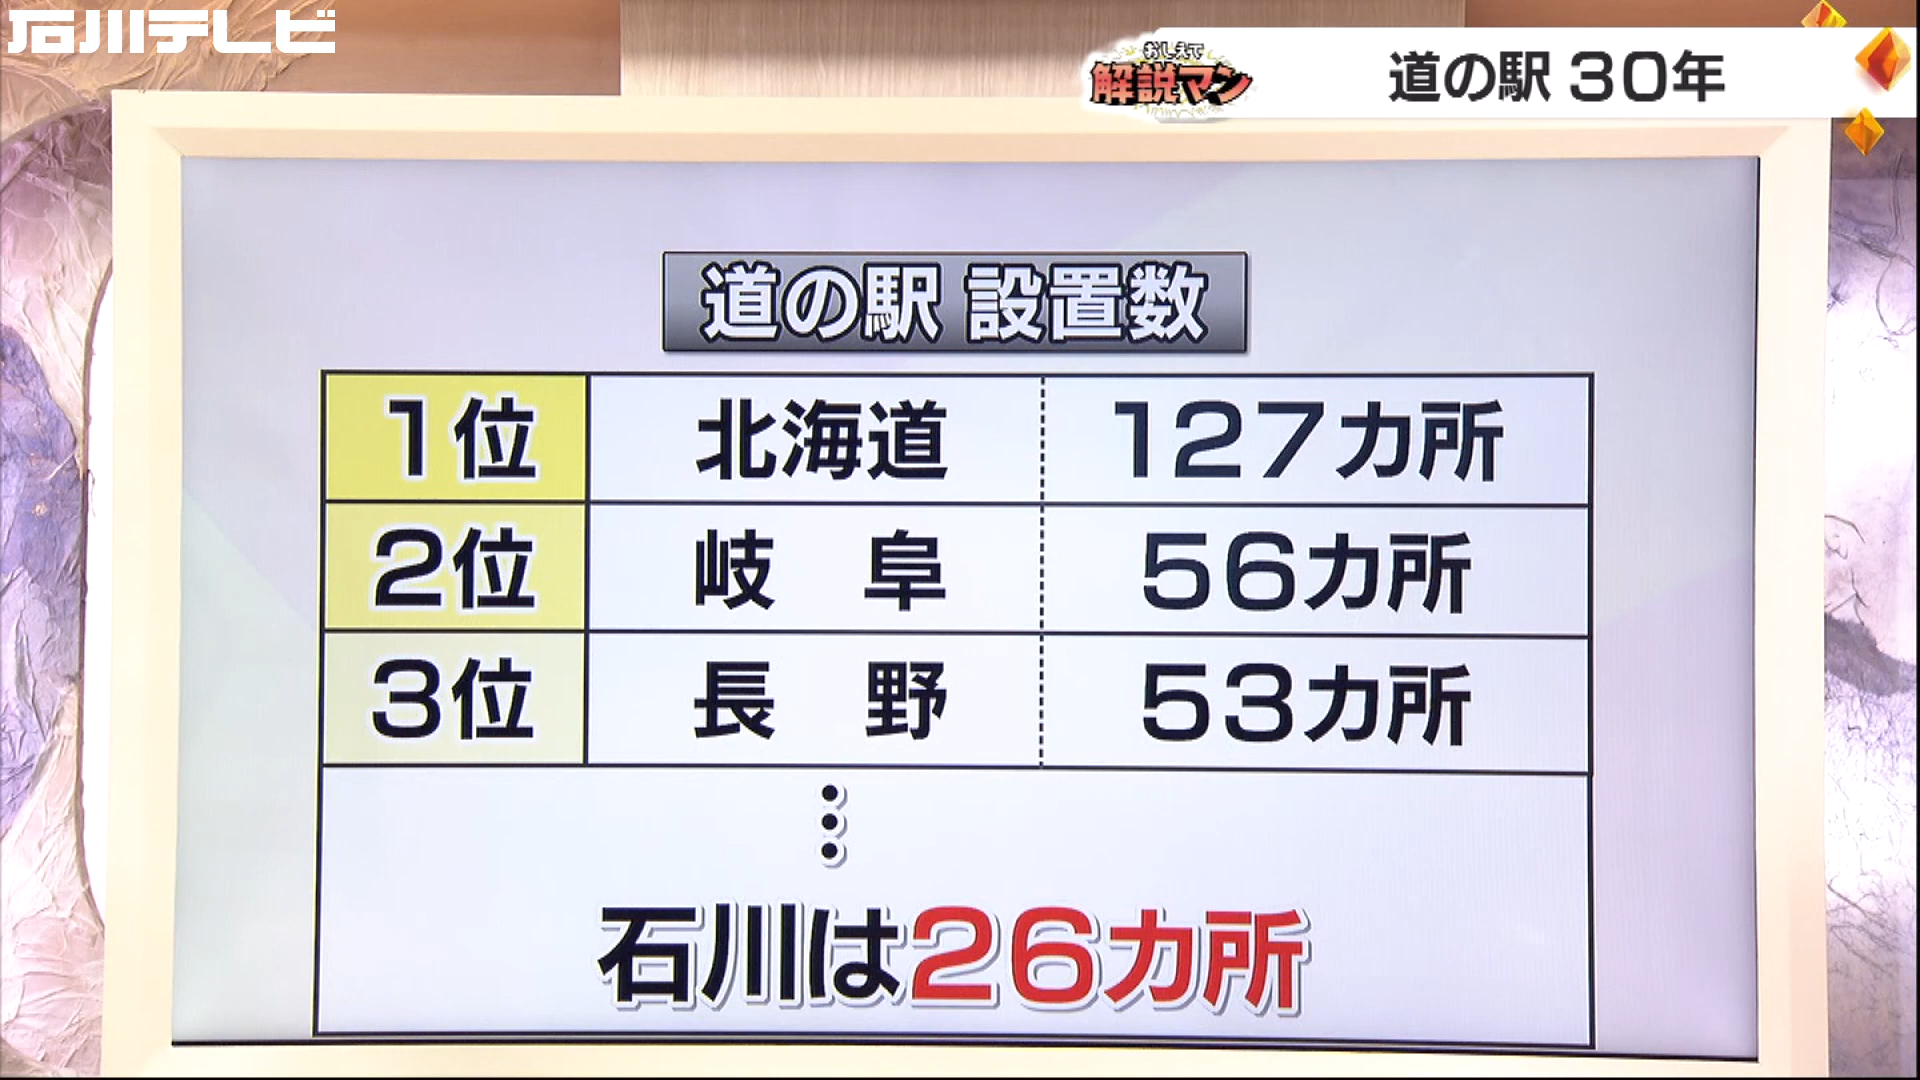 石川テレビ
おしえて
解説マン
道の駅 30年
道の駅 設置数
1位 北海道 127カ所
2位 岐阜 56カ所
3位 長野 53カ所
石川は26カ所